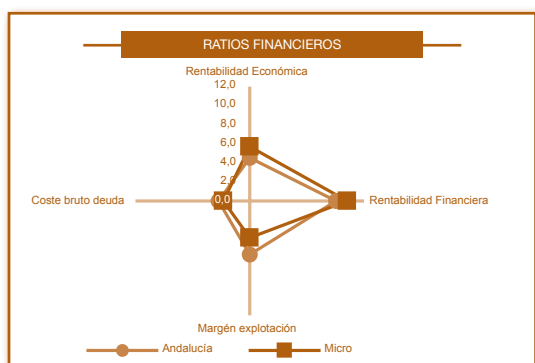 RATIOS FINANCIEROS
Rentabilidad Económica
12,0
10,0
8,0
6,0
4,0
2,0
0,0
Coste bruto deuda
Rentabilidad Financiera
Margén explotación
Andalucía
Micro